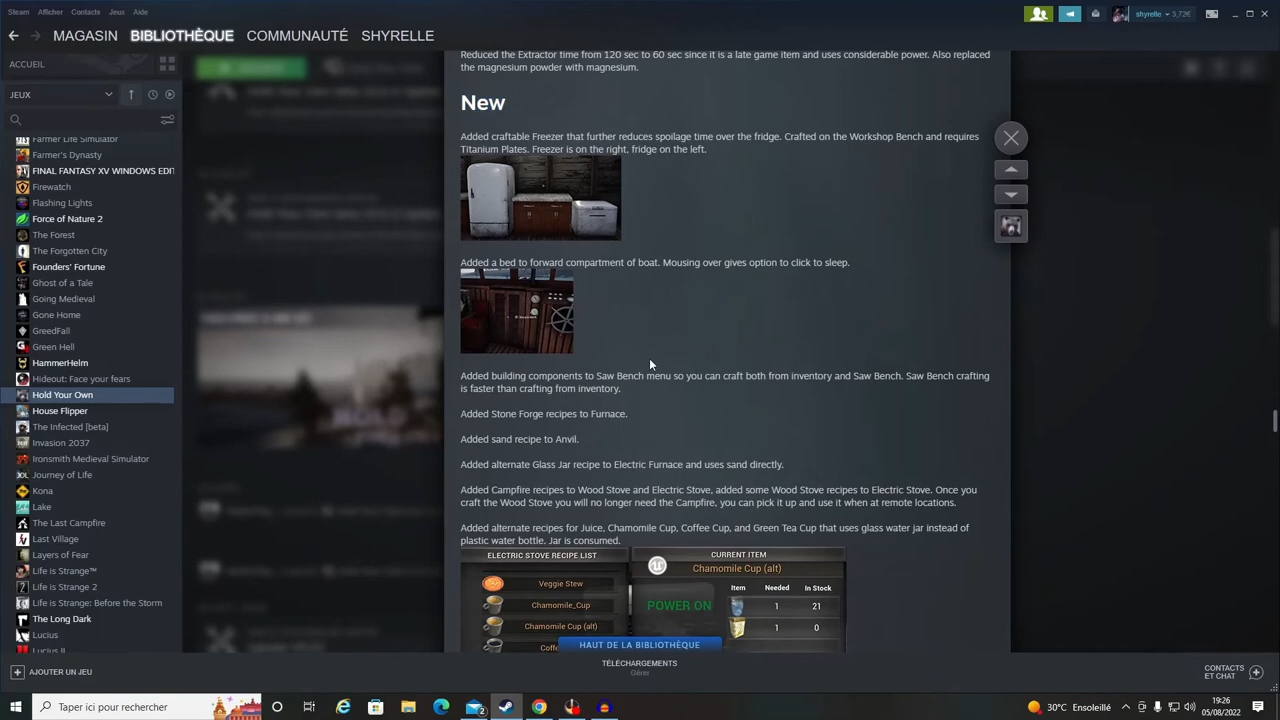 Steam Afficher Contacts Jeux Aide
shyrelle 3,72€
MAGASIN BIBLIOTHÈQUE COMMUNAUTÉ SHYRELLE
ACCUEIL
JEUX
Farmer Life Simulator
Farmer's Dynasty
FINAL FANTASY XV WINDOWS EDIT
Firewatch
Flashing Lights
Force of Nature 2
The Forest
The Forgotten City
Founders' Fortune
Ghost of a Tale
Going Medieval
Gone Home
GreedFall
Green Hell
HammerHelm
Hideout: Face your fears
Hold Your Own
House Flipper
The Infected [beta]
Invasion 2037
Ironsmith Medieval Simulator
Journey of Life
Kona
Lake
The Last Campfire
Last Village
Layers of Fear
Life is Strange™
Life is Strange 2
Life is Strange: Before the Storm
The Long Dark
Lucius
Lucius II
Reduced the Extractor time from 120 sec to 60 sec since it is a late game item and uses considerable power. Also replaced
the magnesium powder with magnesium.
New
Added craftable Freezer that further reduces spoilage time over the fridge. Crafted on the Workshop Bench and requires
Titanium Plates. Freezer is on the right, fridge on the left.
Added a bed to forward compartment of boat. Mousing over gives option to click to sleep.
Added building components to Saw Bench menu so you can craft both from inventory and Saw Bench. Saw Bench crafting
is faster than crafting from inventory.
Added Stone Forge recipes to Furnace.
Added sand recipe to Anvil.
Added alternate Glass Jar recipe to Electric Furnace and uses sand directly.
Added Campfire recipes to Wood Stove and Electric Stove, added some Wood Stove recipes to Electric Stove. Once you
craft the Wood Stove you will no longer need the Campfire, you can pick it up and use it when at remote locations.
Added alternate recipes for Juice, Chamomile Cup, Coffee Cup, and Green Tea Cup that uses glass water jar instead of
plastic water bottle. Jar is consumed.
ELECTRIC STOVE RECIPE LIST
Veggie Stew
Chamomile_Cup
Chamomile Cup (alt)
CURRENT ITEM
Chamomile Cup (alt)
POWER ON
Item Needed In Stock
1 21
1 0
HAUT DE LA BIBLIOTHÈQUE
AJOUTER UN JEU
TÉLÉCHARGEMENTS
Gérer
CONTACTS
ET CHAT
Taper ici pour rechercher
2
30°C Ensoleillé
19:26
05/08/2022